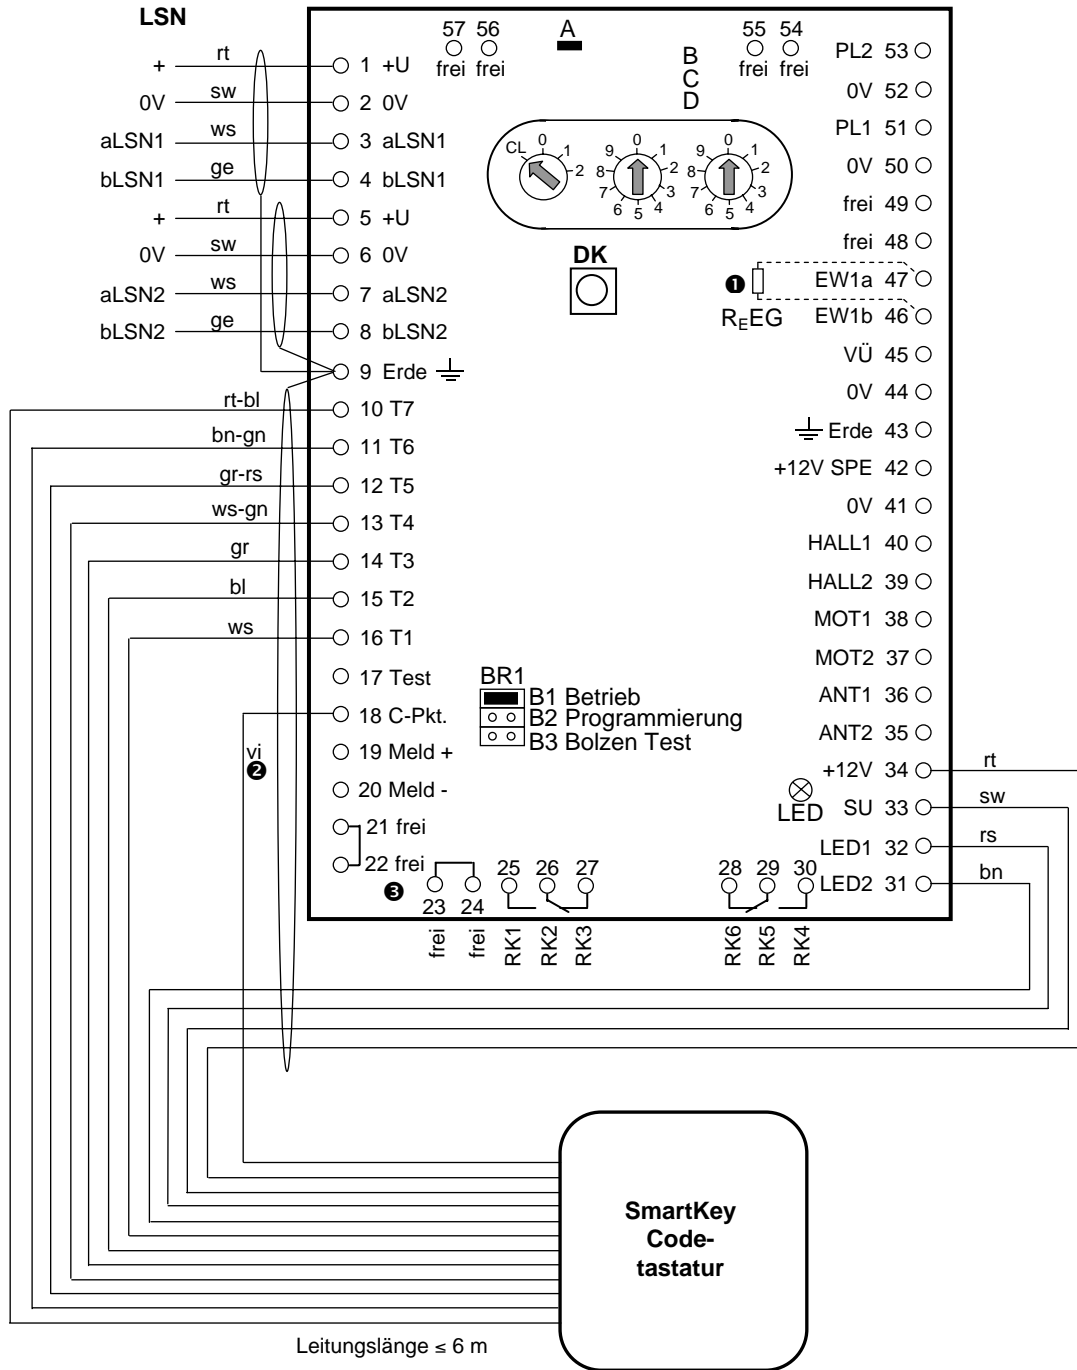 LSN
57 56
frei frei
A
B
C
D
55 54
frei frei
+ rt 1 +U
0V sw 2 0V
aLSN1 ws 3 aLSN1
bLSN1 ge 4 bLSN1
+ rt 5 +U
0V sw 6 0V
aLSN2 ws 7 aLSN2
bLSN2 ge 8 bLSN2
9 Erde
rt-bl 10 T7
bn-gn 11 T6
gr-rs 12 T5
ws-gn 13 T4
gr 14 T3
bl 15 T2
ws 16 T1
17 Test
18 C-Pkt.
vi
❷
19 Meld +
20 Meld -
21 frei
22 frei
❸
CL 0 1 2
0 1 2 3 4 5 6 7 8 9
0 1 2 3 4 5 6 7 8 9
DK
❶
REEG
BR1
B1 Betrieb
B2 Programmierung
B3 Bolzen Test
LED
PL2 53
0V 52
PL1 51
0V 50
frei 49
frei 48
EW1a 47
EW1b 46
VÜ 45
0V 44
Erde 43
+12V SPE 42
0V 41
HALL1 40
HALL2 39
MOT1 38
MOT2 37
ANT1 36
ANT2 35
+12V 34 rt
SU 33 sw
LED1 32 rs
LED2 31 bn
23 24 25 26 27
frei frei RK1 RK2 RK3
28 29 30
RK6 RK5 RK4
SmartKey
Code-
tastatur
Leitungslänge ≤ 6 m